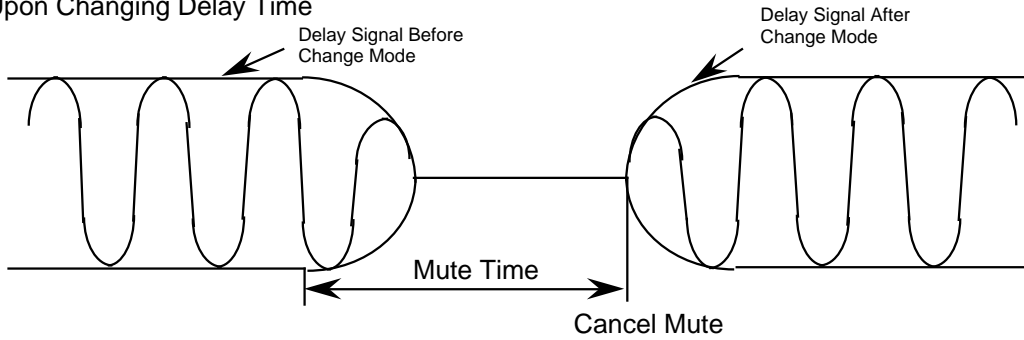 Upon Changing Delay Time
Delay Signal Before
Change Mode
Delay Signal After
Change Mode
Mute Time
Cancel Mute